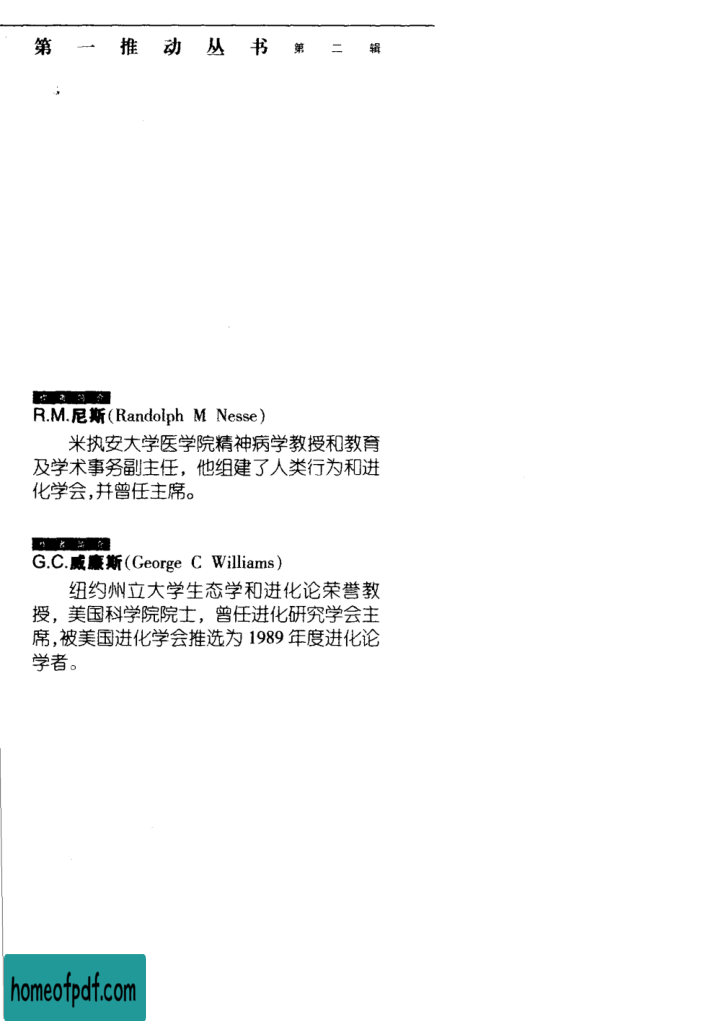 第一推动丛书 第二辑
作者简介
R.M.尼斯(Randolph M Nesse)
米执安大学医学院精神病学教授和教育
及学术事务副主任，他组建了人类行为和进
化学会,并曾任主席。
作者简介
G.C.威廉斯(George C Williams)
纽约州立大学生态学和进化论荣誉教
授，美国科学院院士，曾任进化研究学会主
席,被美国进化学会推选为1989年度进化论
学者。
homeofpdf.com